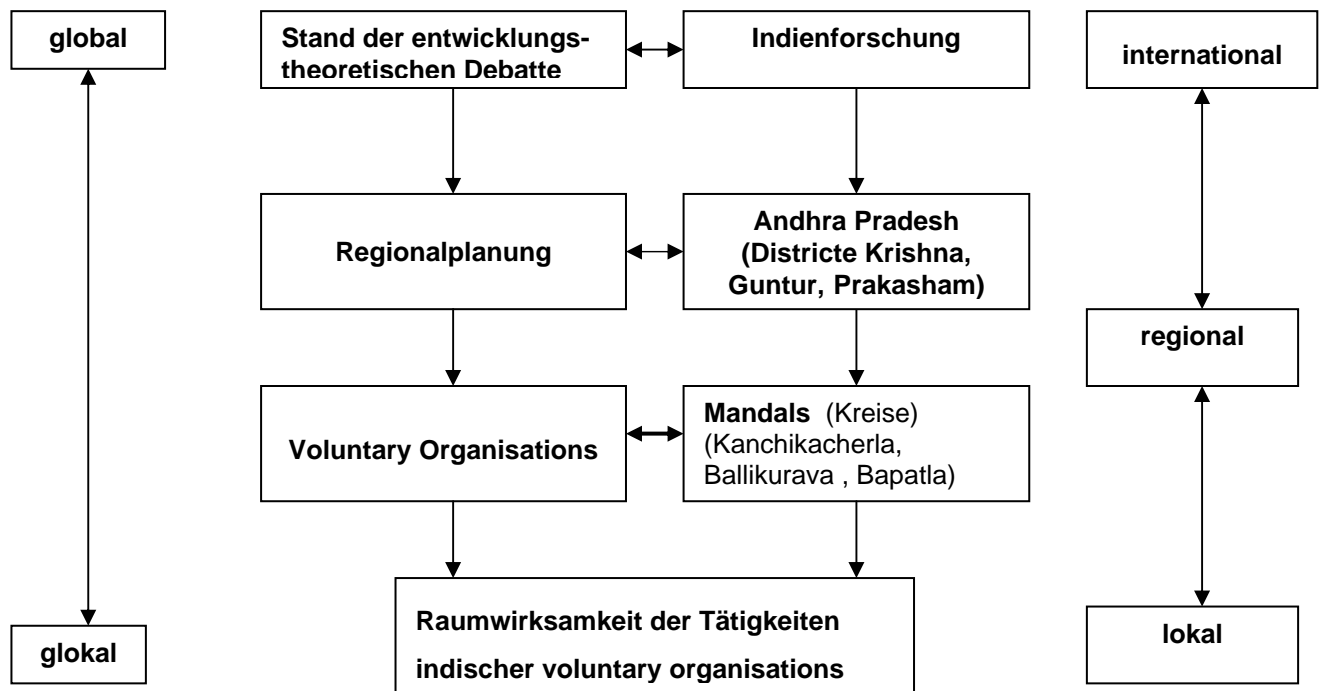 global
Stand der entwicklungs-
theoretischen Debatte
Indienforschung
international
Regionalplanung
Andhra Pradesh
(Districte Krishna,
Guntur, Prakasham)
regional
Voluntary Organisations
Mandals (Kreise)
(Kanchikacherla,
Ballikurava , Bapatla)
Raumwirksamkeit der Tätigkeiten
indischer voluntary organisations
glokal
lokal